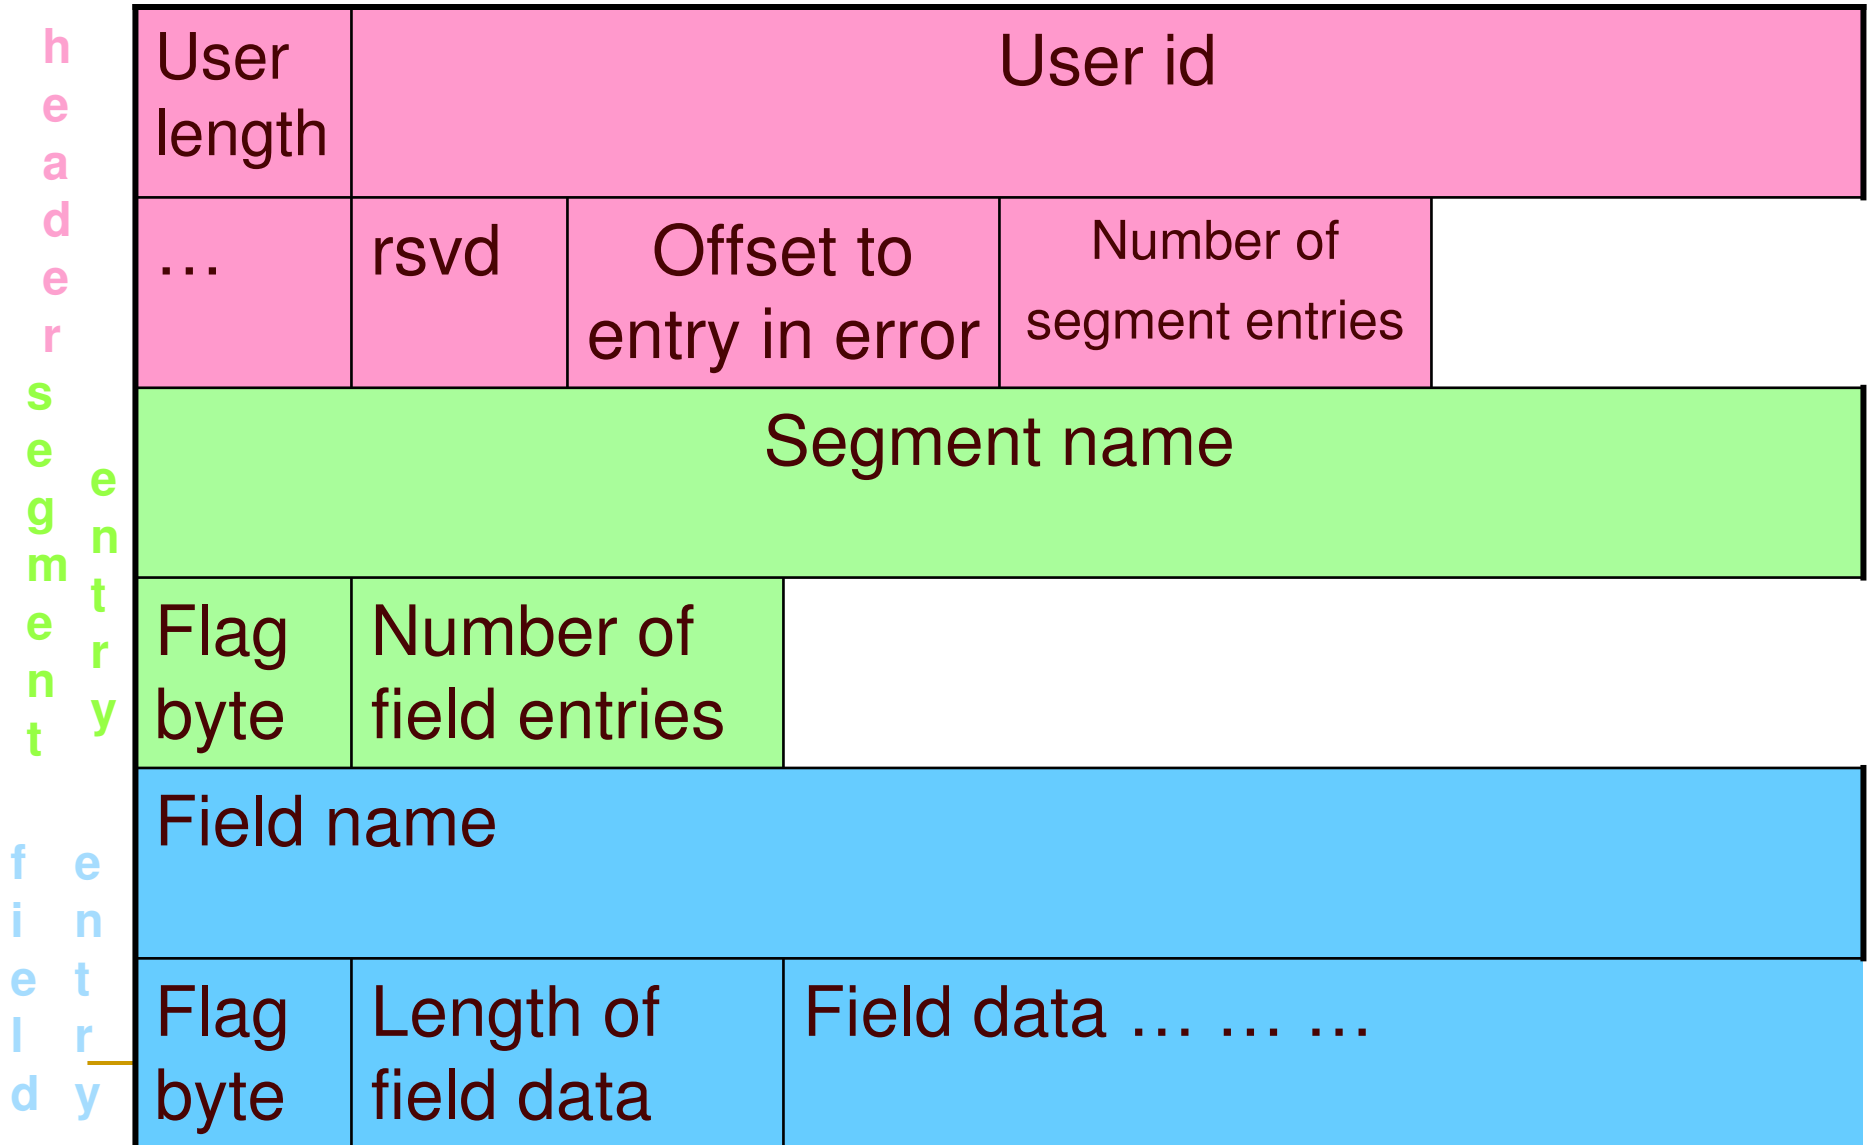 header
User
length
User id
…
rsvd
Offset to
entry in error
Number of
segment entries
segment
entry
Segment name
Flag
byte
Number of
field entries
field
entry
Field name
Flag
byte
Length of
field data
Field data … … …